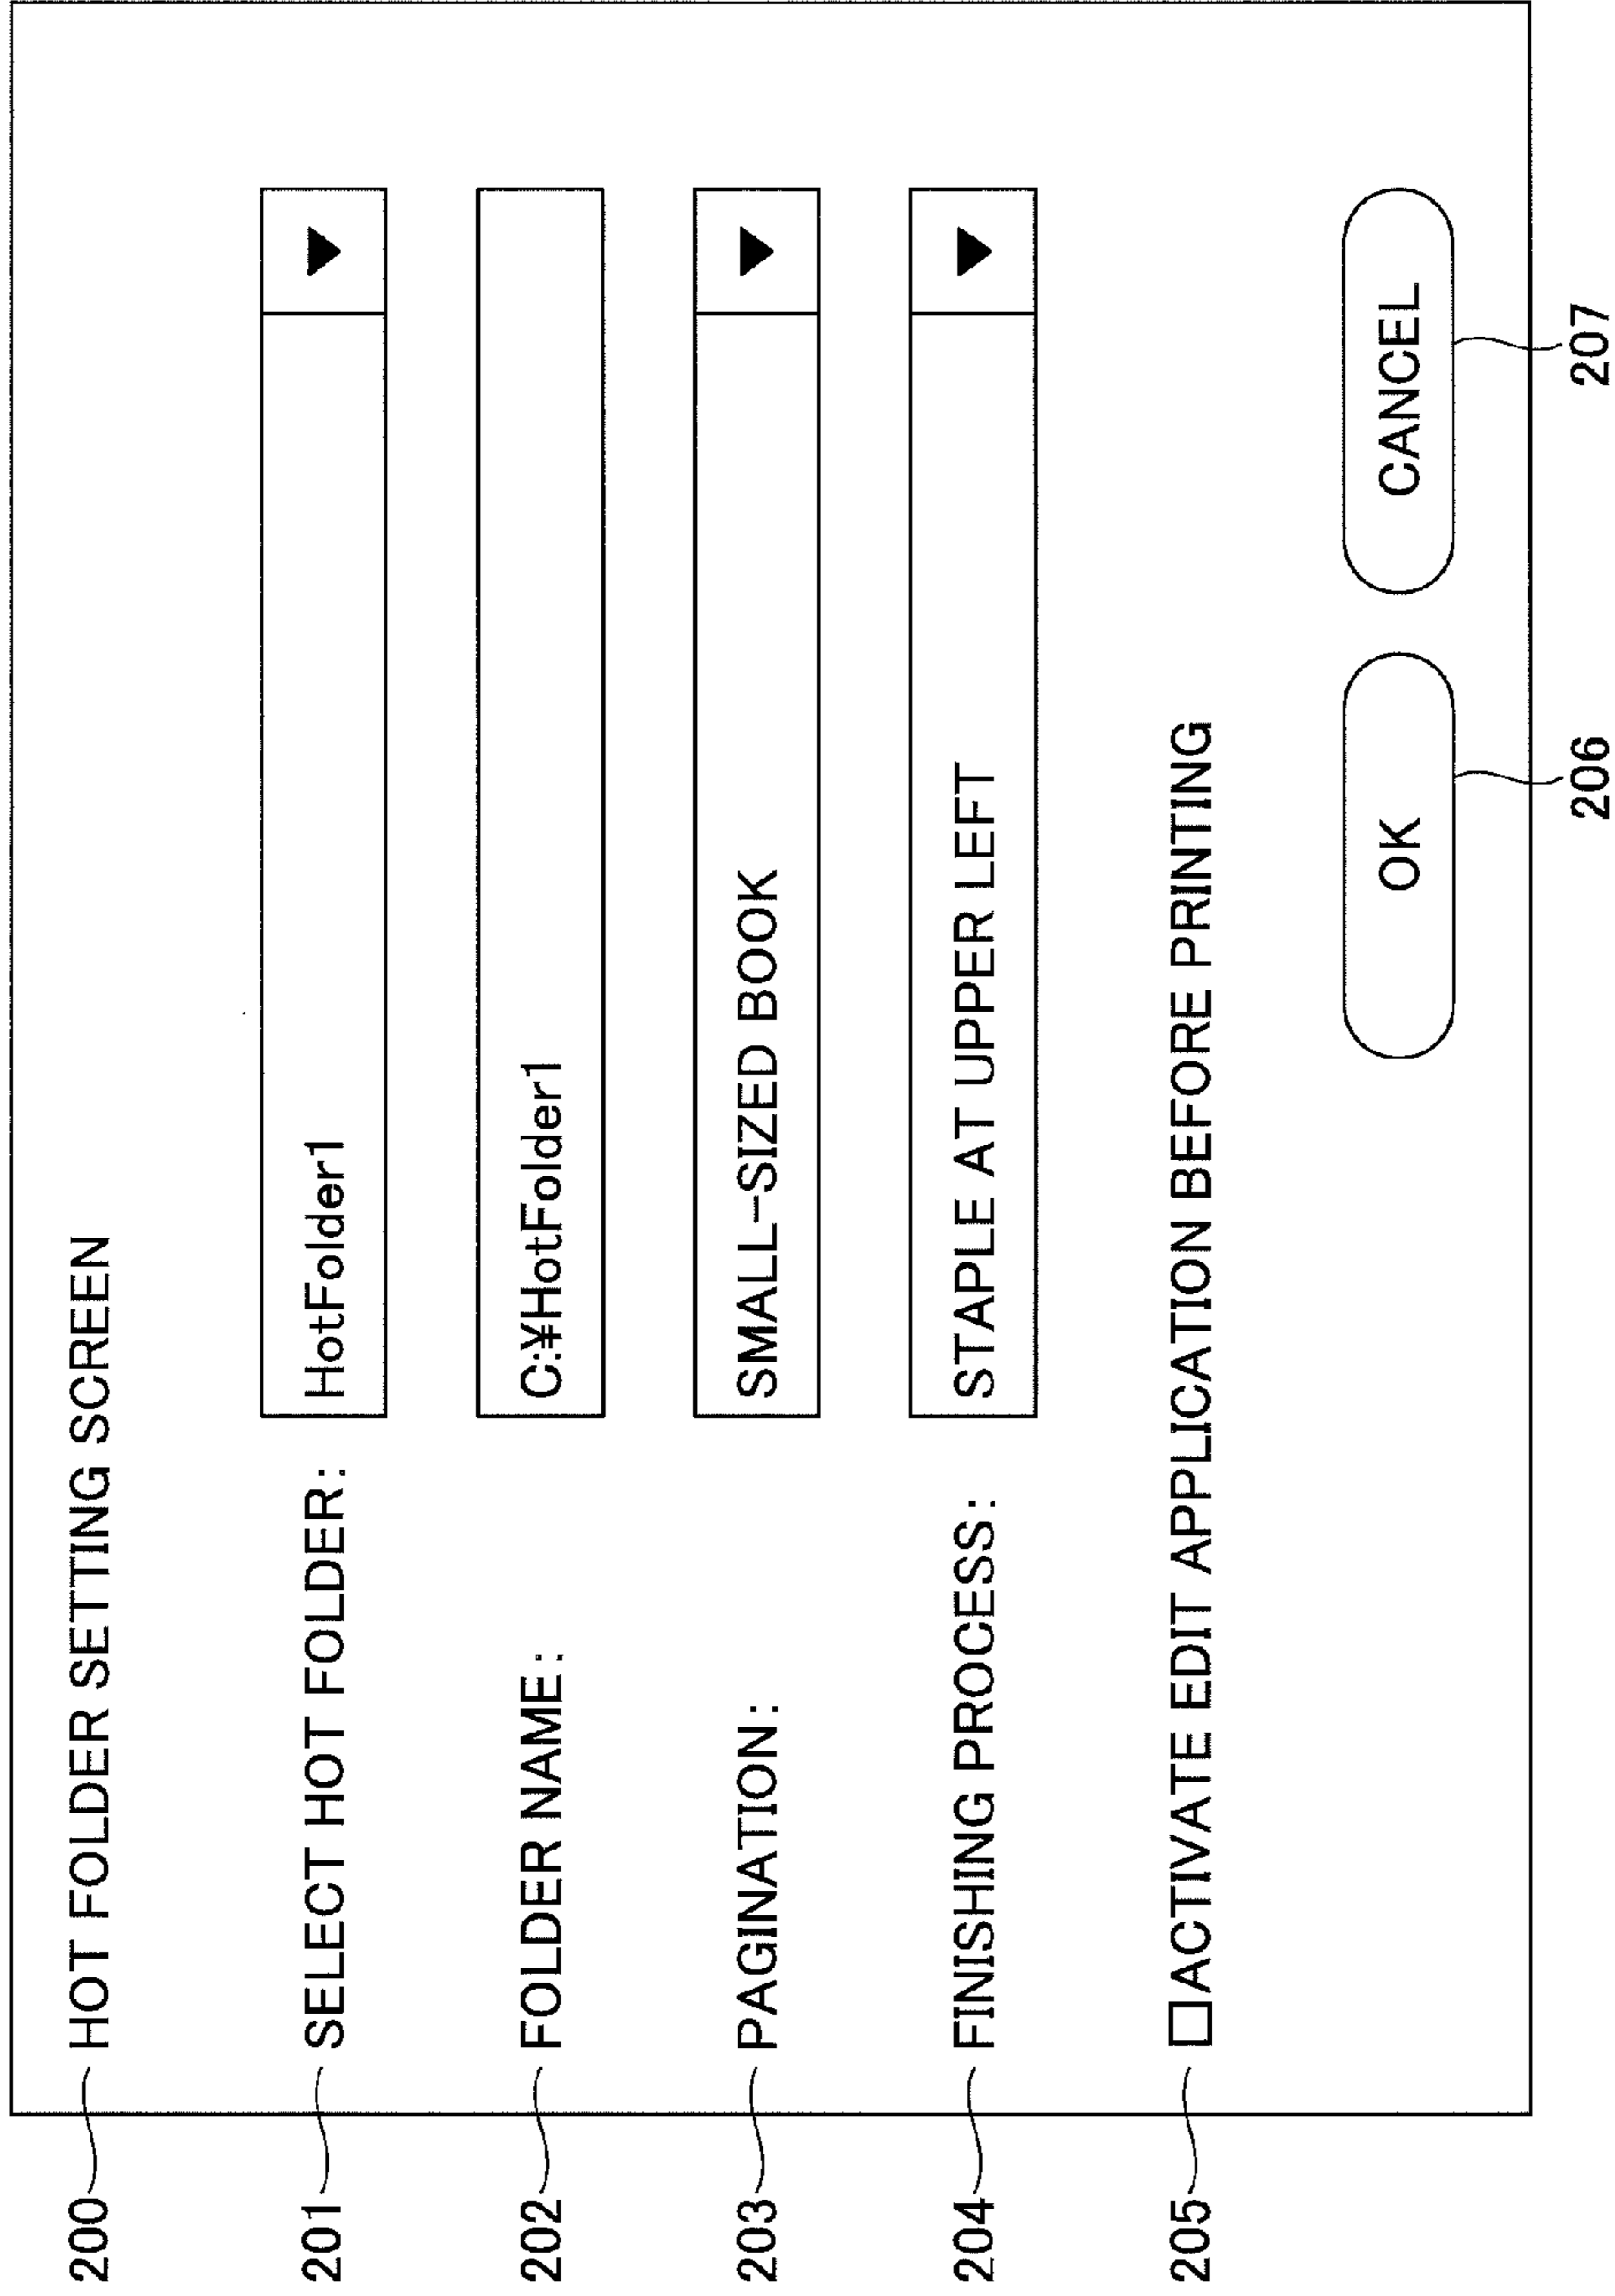 200 HOT FOLDER SETTING SCREEN
201 SELECT HOT FOLDER: HotFolder1 ▼
202 FOLDER NAME: C:¥HotFolder1
203 PAGINATION: SMALL-SIZED BOOK ▼
204 FINISHING PROCESS: STAPLE AT UPPER LEFT ▼
205 □ACTIVATE EDIT APPLICATION BEFORE PRINTING
OK CANCEL
206 207